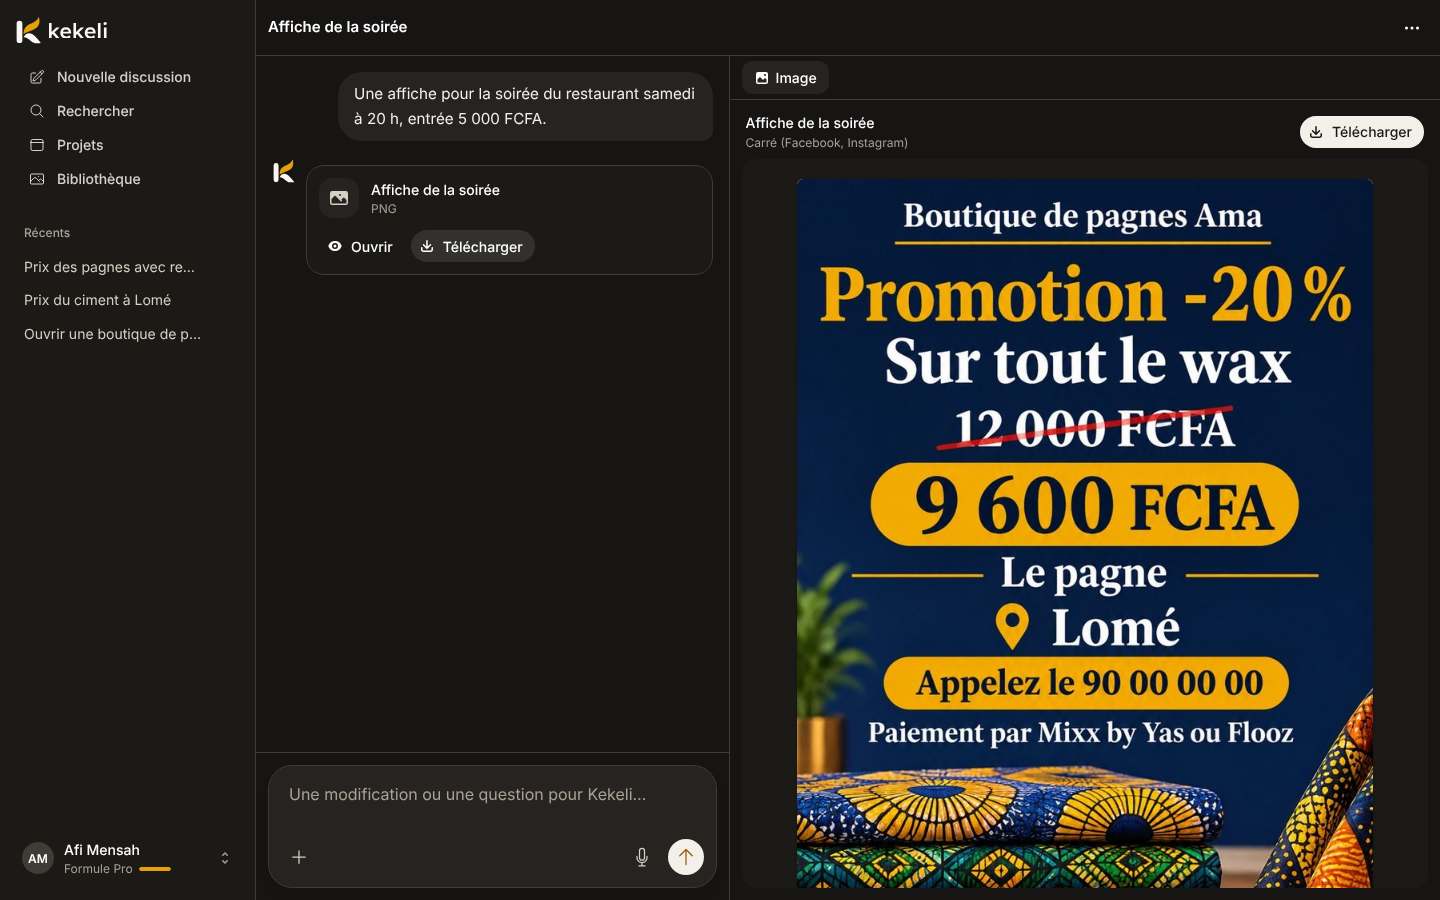 kekeli
Nouvelle discussion
Rechercher
Projets
Bibliothèque
Récents
Prix des pagnes avec re...
Prix du ciment à Lomé
Ouvrir une boutique de p...
AM
Afi Mensah
Formule Pro
Affiche de la soirée
Une affiche pour la soirée du restaurant samedi
à 20 h, entrée 5 000 FCFA.
Affiche de la soirée
PNG
Ouvrir
Télécharger
Une modification ou une question pour Kekeli...
Image
Affiche de la soirée
Carré (Facebook, Instagram)
Télécharger
Boutique de pagnes Ama
Promotion -20 %
Sur tout le wax
12 000 FCFA
9 600 FCFA
Le pagne
Lomé
Appelez le 90 00 00 00
Paiement par Mixx by Yas ou Flooz